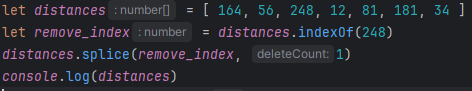 let distances : number[] = [ 164, 56, 248, 12, 81, 181, 34 ]
let remove_index : number = distances.indexOf(248)
distances.splice(remove_index, deleteCount: 1)
console.log(distances)